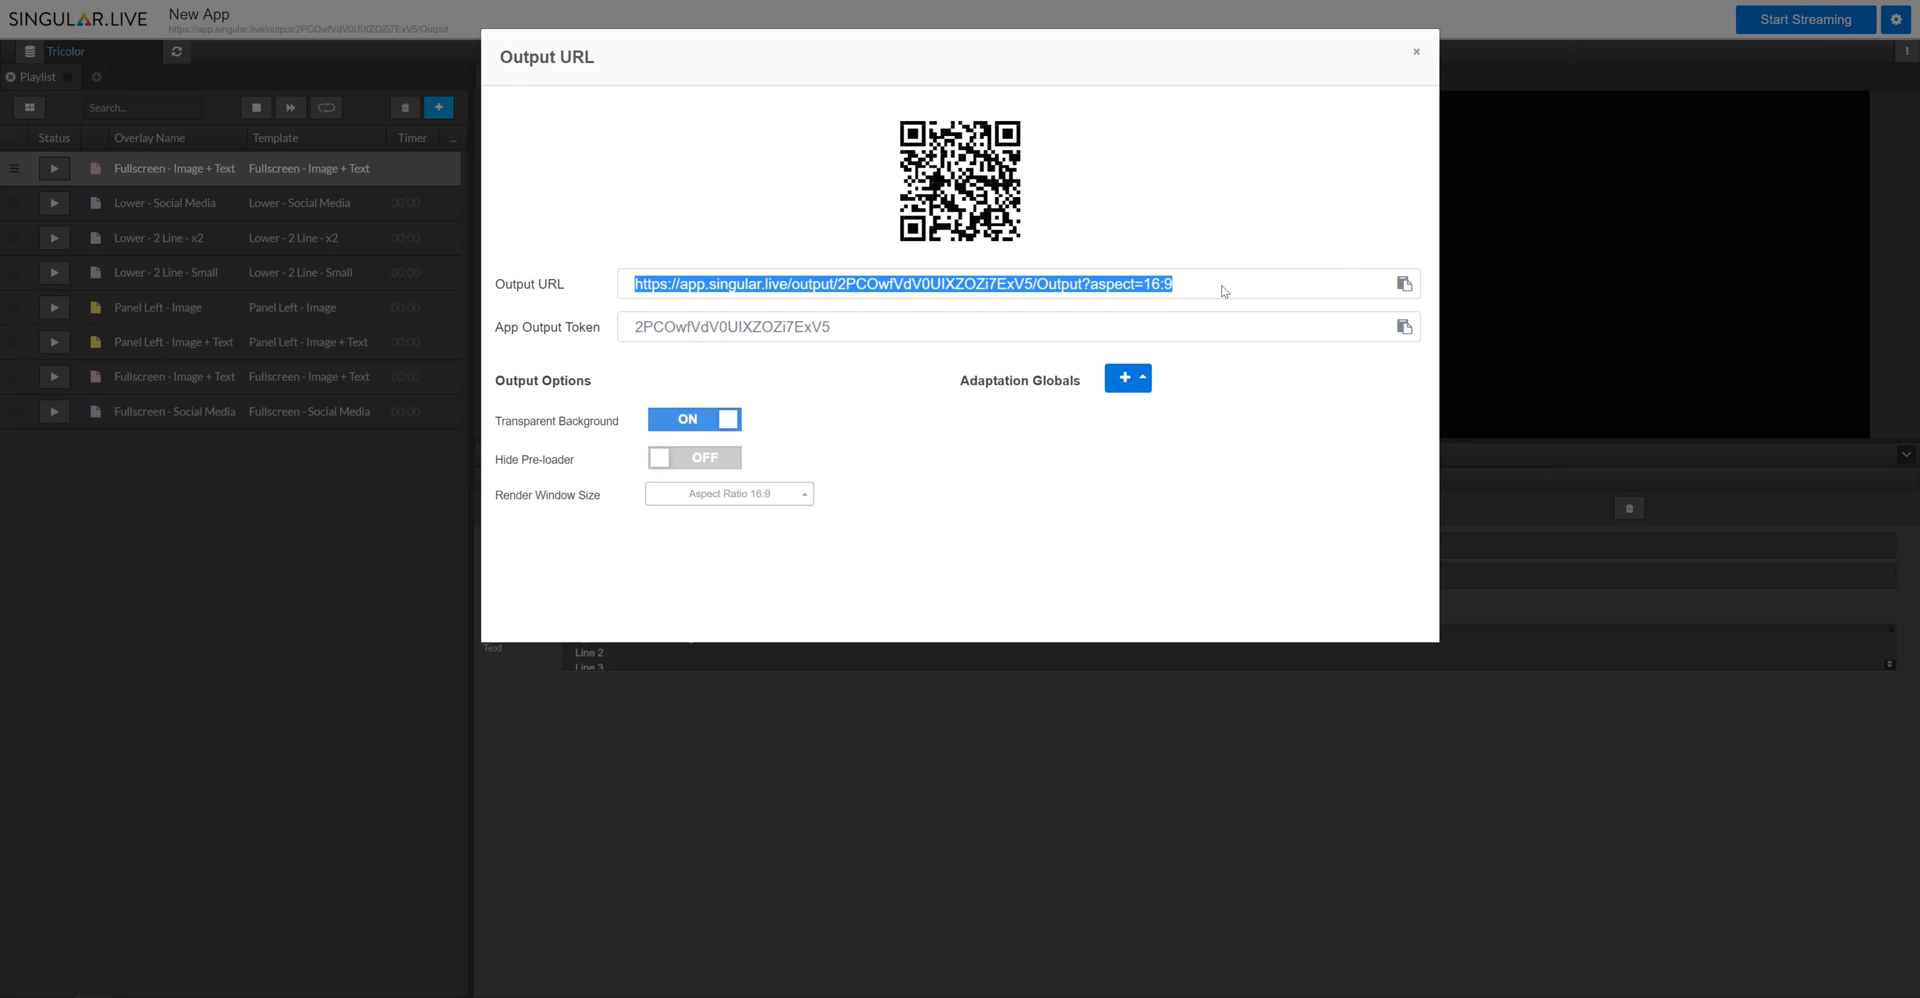 SINGULAR.LIVE
New App
https://app.singular.live/output/2PCOwfVdV0UIXZOZi7ExV5/Output
Start Streaming
Tricolor
Playlist
Search...
Status Overlay Name Template Timer ...
Fullscreen - Image + Text Fullscreen - Image + Text
Lower - Social Media Lower - Social Media 00:00
Lower - 2 Line - x2 Lower - 2 Line - x2 00:00
Lower - 2 Line - Small Lower - 2 Line - Small 00:00
Panel Left - Image Panel Left - Image 00:00
Panel Left - Image + Text Panel Left - Image + Text 00:00
Fullscreen - Image + Text Fullscreen - Image + Text 00:00
Fullscreen - Social Media Fullscreen - Social Media 00:00
Output URL
×
Output URL https://app.singular.live/output/2PCOwfVdV0UIXZOZi7ExV5/Output?aspect=16:9
App Output Token 2PCOwfVdV0UIXZOZi7ExV5
Output Options Adaptation Globals
Transparent Background ON
Hide Pre-loader OFF
Render Window Size Aspect Ratio 16:9
Text
Line 2
Line 3